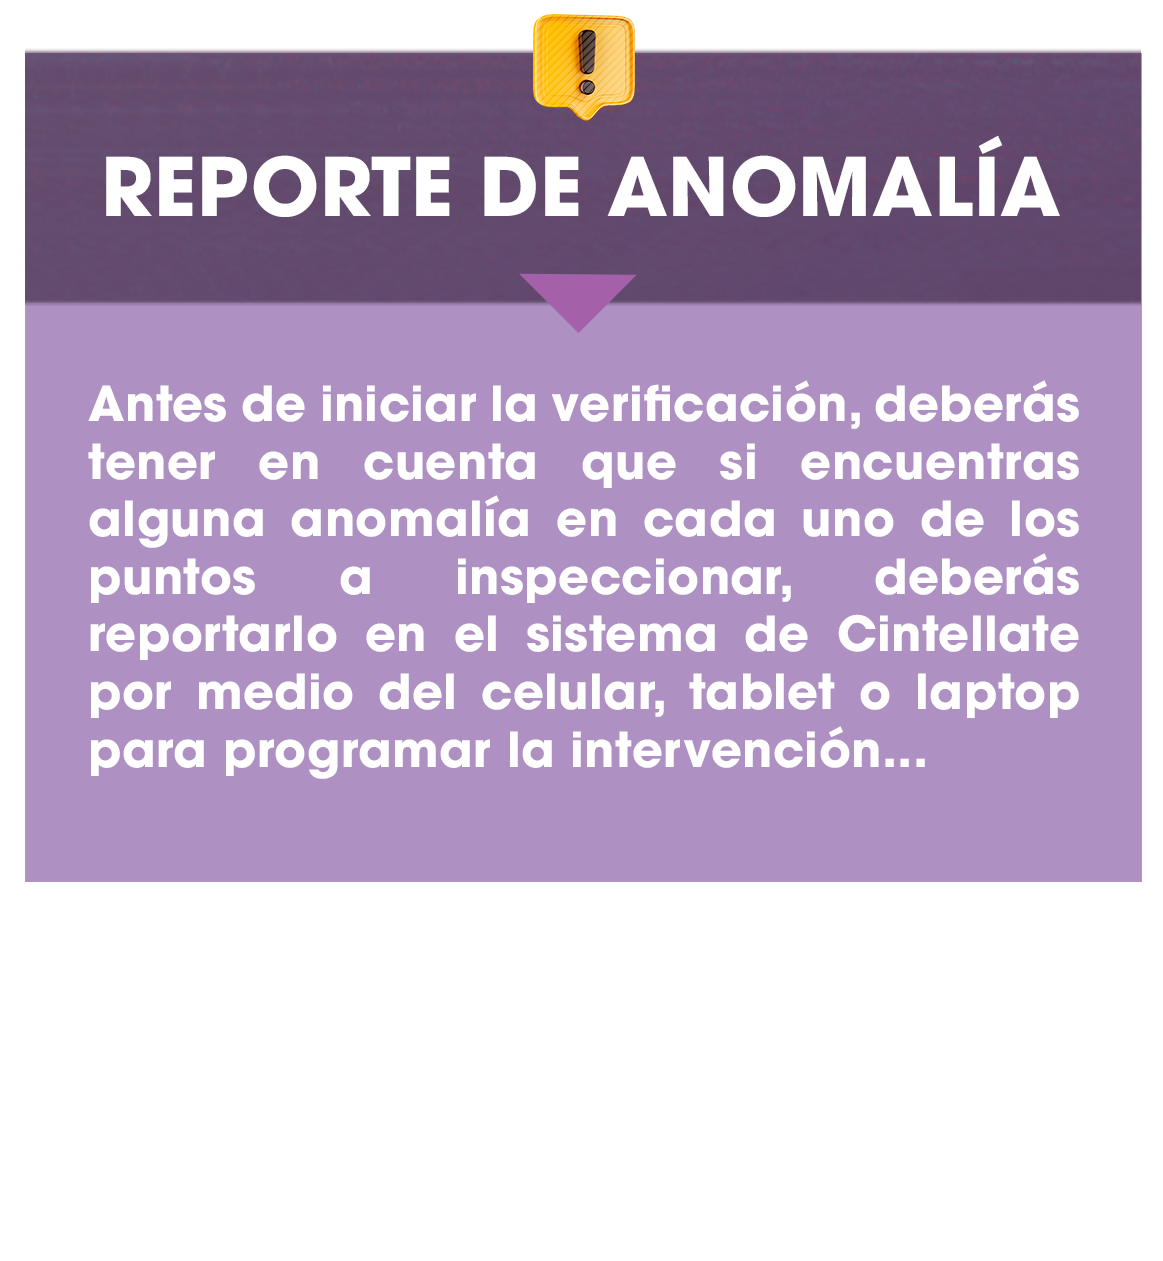 REPORTE DE ANOMALÍA
Antes de iniciar la verificación, deberás
tener en cuenta que si encuentras
alguna anomalía en cada uno de los
puntos a inspeccionar, deberás
reportarlo en el sistema de Cintellate
por medio del celular, tablet o laptop
para programar la intervención...